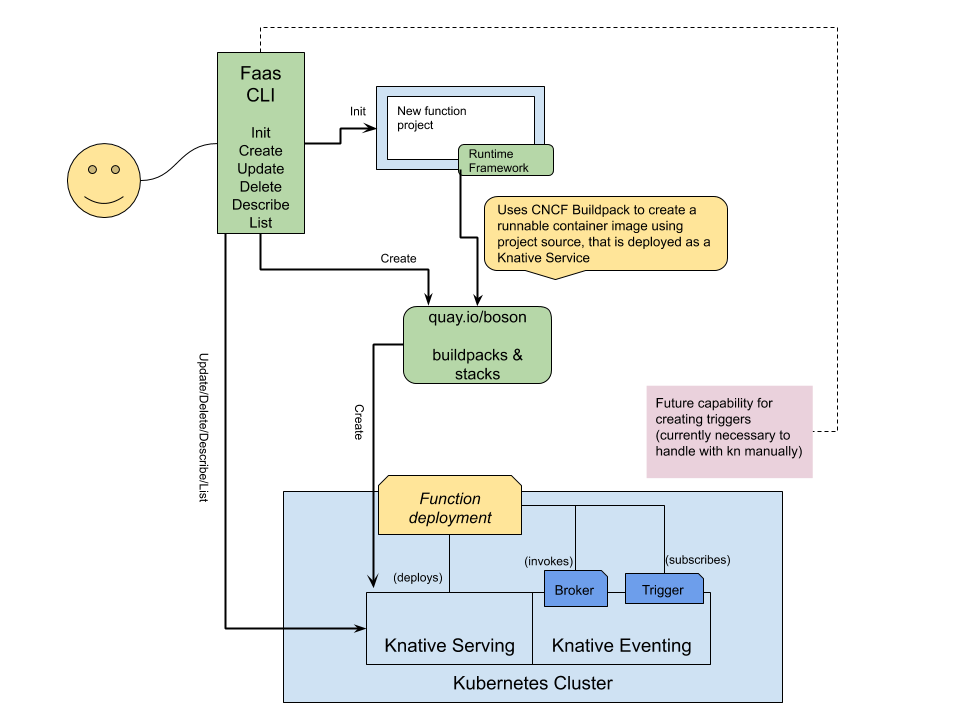 Faas
CLI
Init
Create
Update
Delete
Describe
List
Init
New function
project
Runtime
Framework
Uses CNCF Buildpack to create a
runnable container image using
project source, that is deployed as a
Knative Service
Create
quay.io/boson
buildpacks &
stacks
Update/Delete/Describe/List
Create
Future capability for
creating triggers
(currently necessary to
handle with kn manually)
Function
deployment
(deploys)
(invokes)
(subscribes)
Broker
Trigger
Knative Serving
Knative Eventing
Kubernetes Cluster